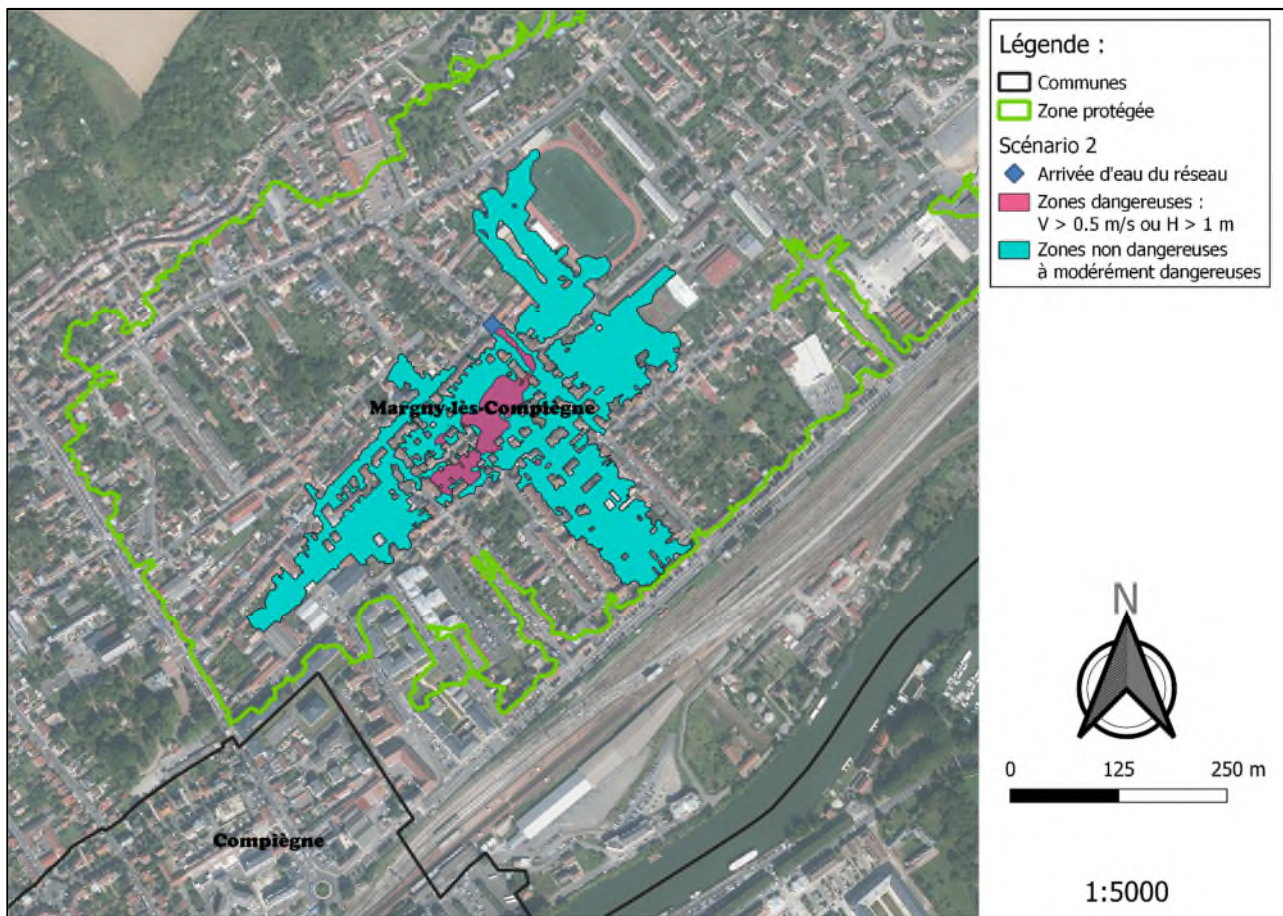 Margny-lès-Compiègne
Compiègne
Légende :
Communes
Zone protégée
Scénario 2
Arrivée d'eau du réseau
Zones dangereuses :
V > 0.5 m/s ou H > 1 m
Zones non dangereuses
à modérément dangereuses
N
0 125 250 m
1:5000